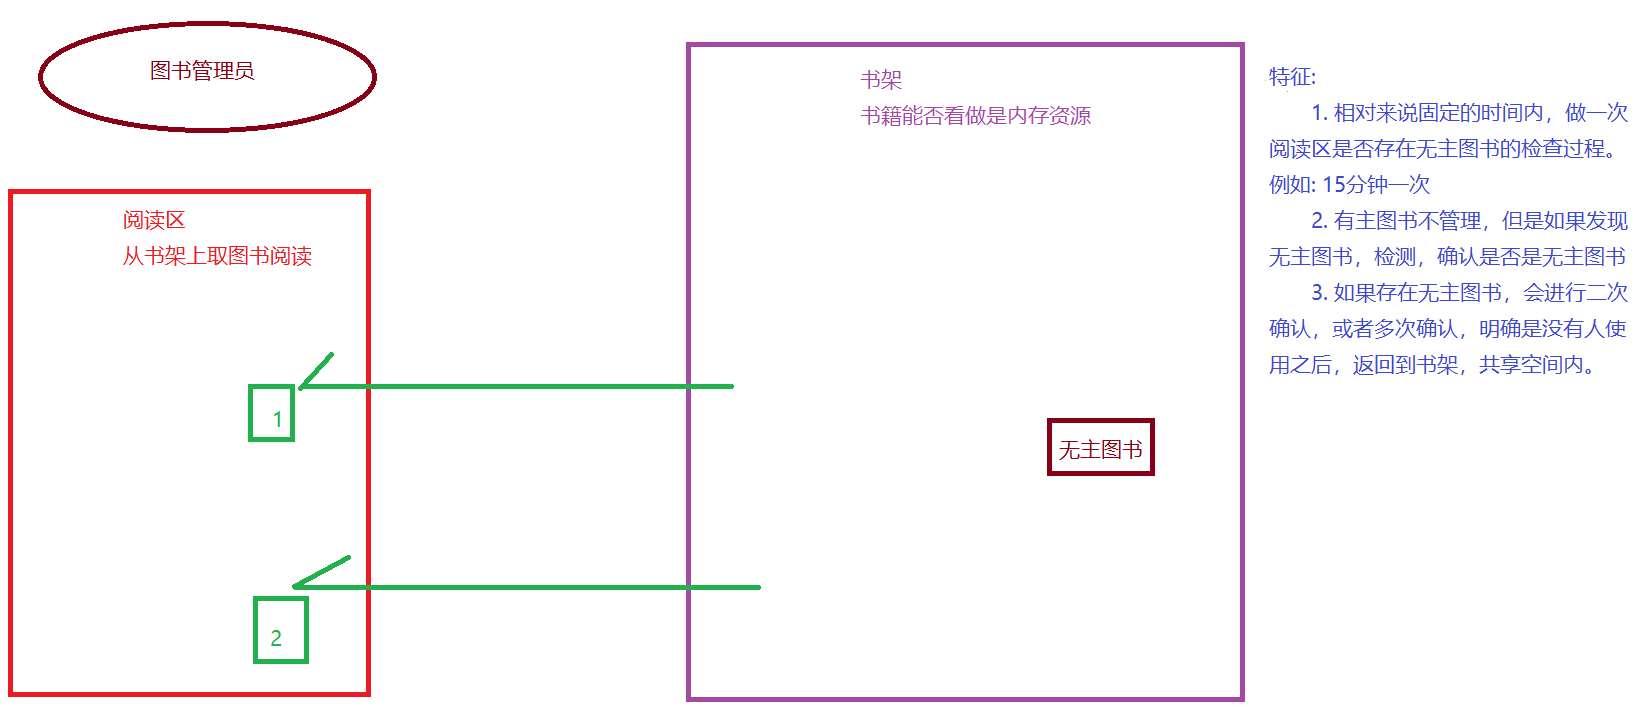 图书管理员
阅读区
从书架上取图书阅读
1
2
书架
书籍能否看做是内存资源
无主图书
特征:
1. 相对来说固定的时间内，做一次
阅读区是否存在无主图书的检查过程。
例如: 15分钟一次
2. 有主图书不管理，但是如果发现
无主图书，检测，确认是否是无主图书
3. 如果存在无主图书，会进行二次
确认，或者多次确认，明确是没有人使
用之后，返回到书架，共享空间内。